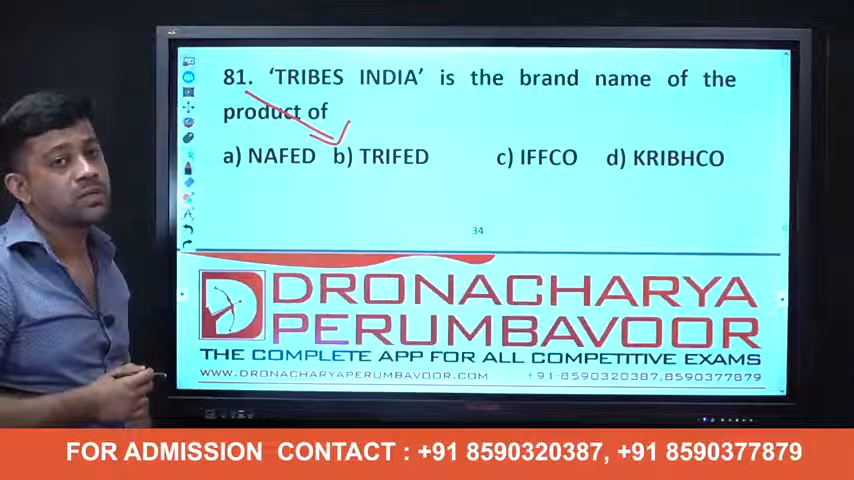 81. ‘TRIBES INDIA’ is the brand name of the
product of
a) NAFED b) TRIFED c) IFFCO d) KRIBHCO
34
DRONACHARYA
PERUMBAVOOR
THE COMPLETE APP FOR ALL COMPETITIVE EXAMS
WWW.DRONACHARYAPERUMBAVOOR.COM +91-8590320387,8590377879
FOR ADMISSION CONTACT : +91 8590320387, +91 8590377879